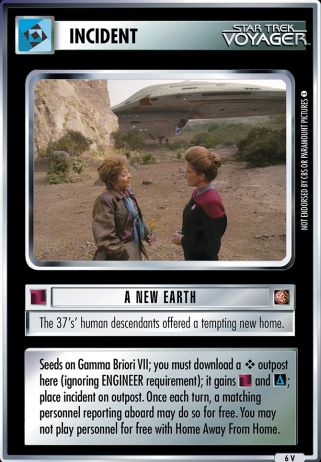 INCIDENT
STAR TREK
VOYAGER
NOT ENDORSED BY CBS OR PARAMOUNT PICTURES
A NEW EARTH
The 37's' human descendants offered a tempting new home.
Seeds on Gamma Briori VII; you must download a outpost
here (ignoring ENGINEER requirement); it gains and ;
place incident on outpost. Once each turn, a matching
personnel reporting aboard may do so for free. You may
not play personnel for free with Home Away From Home.
6 V